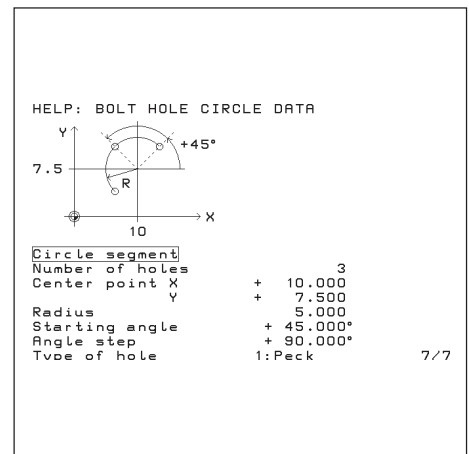 HELP: BOLT HOLE CIRCLE DATA
Y
+45°
7.5
R
X
10
Circle segment
Number of holes 3
Center point X + 10.000
Y + 7.500
Radius 5.000
Starting angle + 45.000°
Angle step + 90.000°
Type of hole 1:Peck 7/7